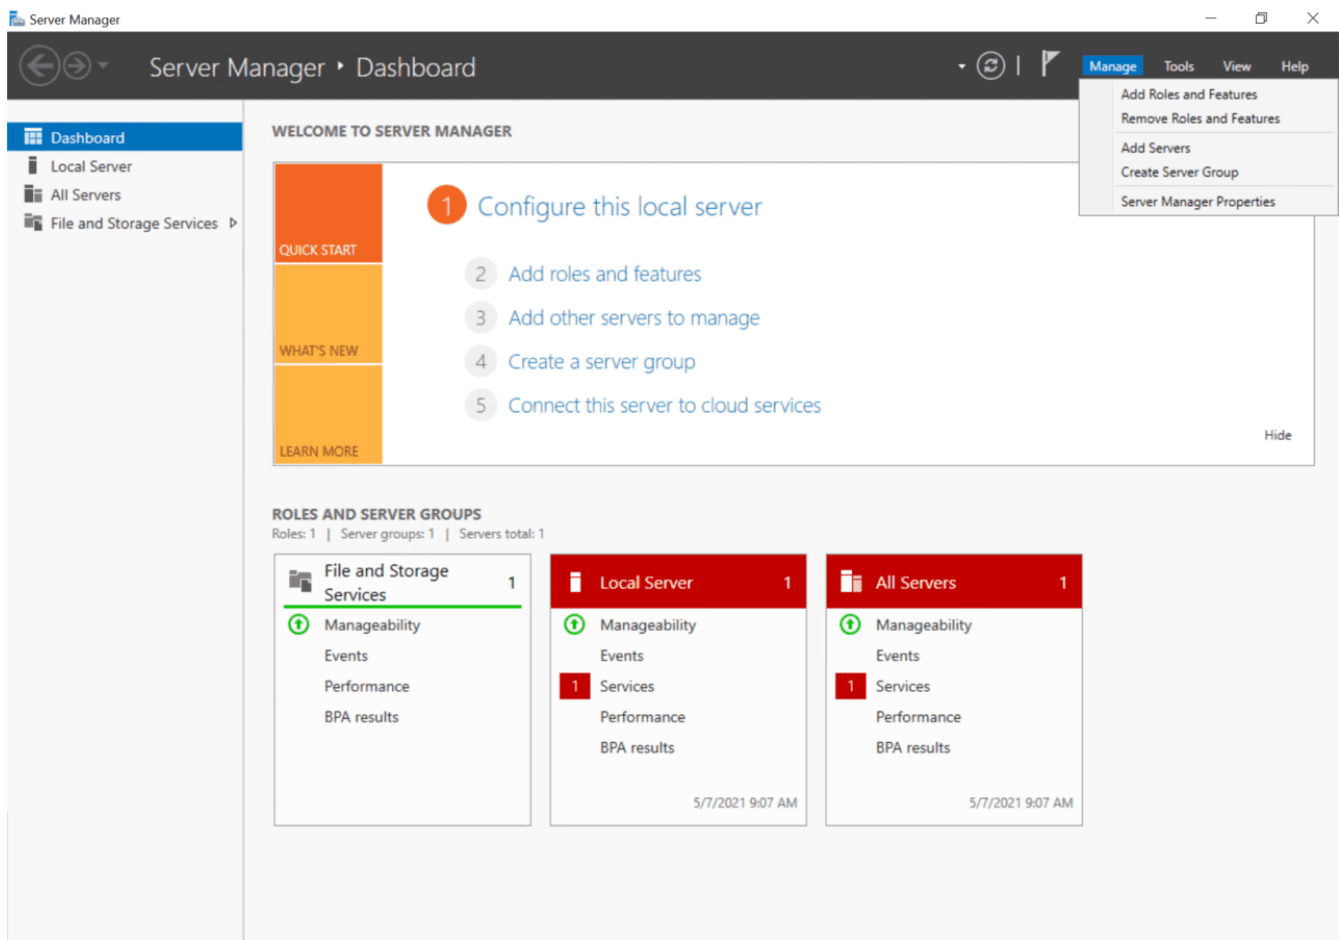 Server Manager
Server Manager ‣ Dashboard
Manage Tools View Help
Add Roles and Features
Remove Roles and Features
Add Servers
Create Server Group
Server Manager Properties
Dashboard
Local Server
All Servers
File and Storage Services
WELCOME TO SERVER MANAGER
QUICK START
WHAT'S NEW
LEARN MORE
1 Configure this local server
2 Add roles and features
3 Add other servers to manage
4 Create a server group
5 Connect this server to cloud services
Hide
ROLES AND SERVER GROUPS
Roles: 1 | Server groups: 1 | Servers total: 1
File and Storage
Services 1
Manageability
Events
Performance
BPA results
Local Server 1
Manageability
Events
1 Services
Performance
BPA results
5/7/2021 9:07 AM
All Servers 1
Manageability
Events
1 Services
Performance
BPA results
5/7/2021 9:07 AM